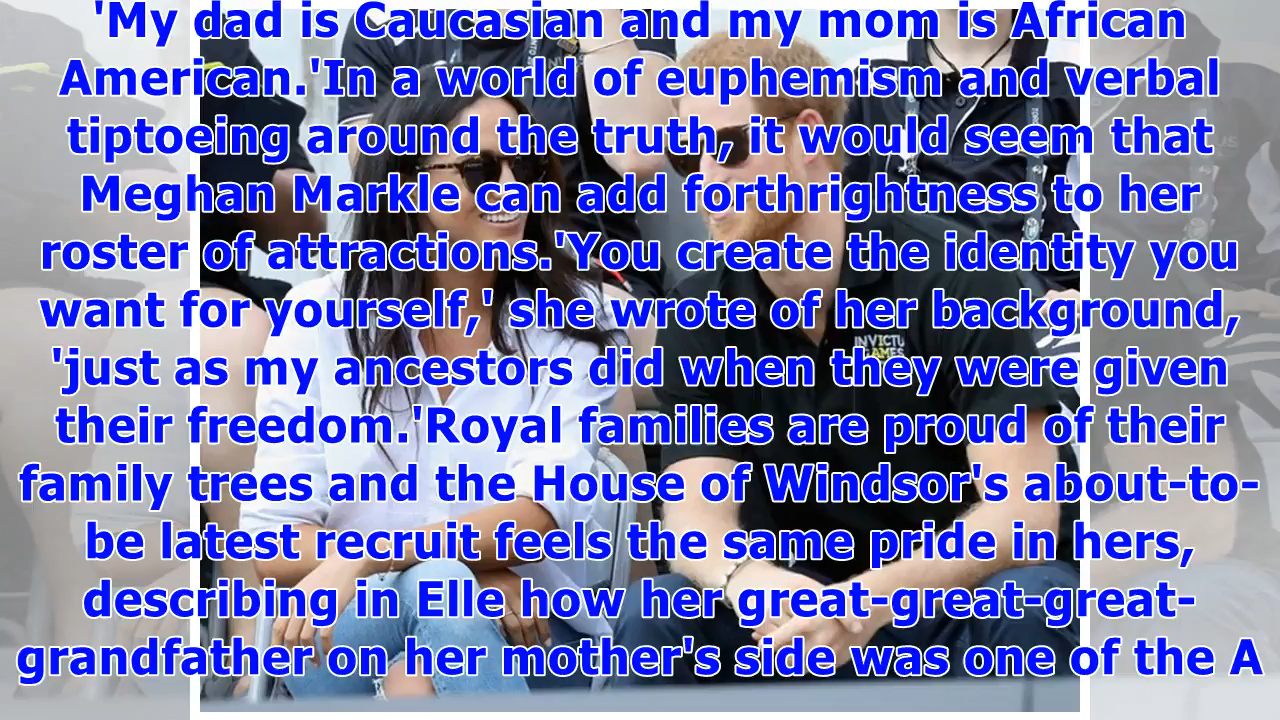 'My dad is Caucasian and my mom is African
American.'In a world of euphemism and verbal
tiptoeing around the truth, it would seem that
Meghan Markle can add forthrightness to her
roster of attractions.'You create the identity you
want for yourself,' she wrote of her background,
'just as my ancestors did when they were given
their freedom.'Royal families are proud of their
family trees and the House of Windsor's about-to-
be latest recruit feels the same pride in hers,
describing in Elle how her great-great-great-
grandfather on her mother's side was one of the A